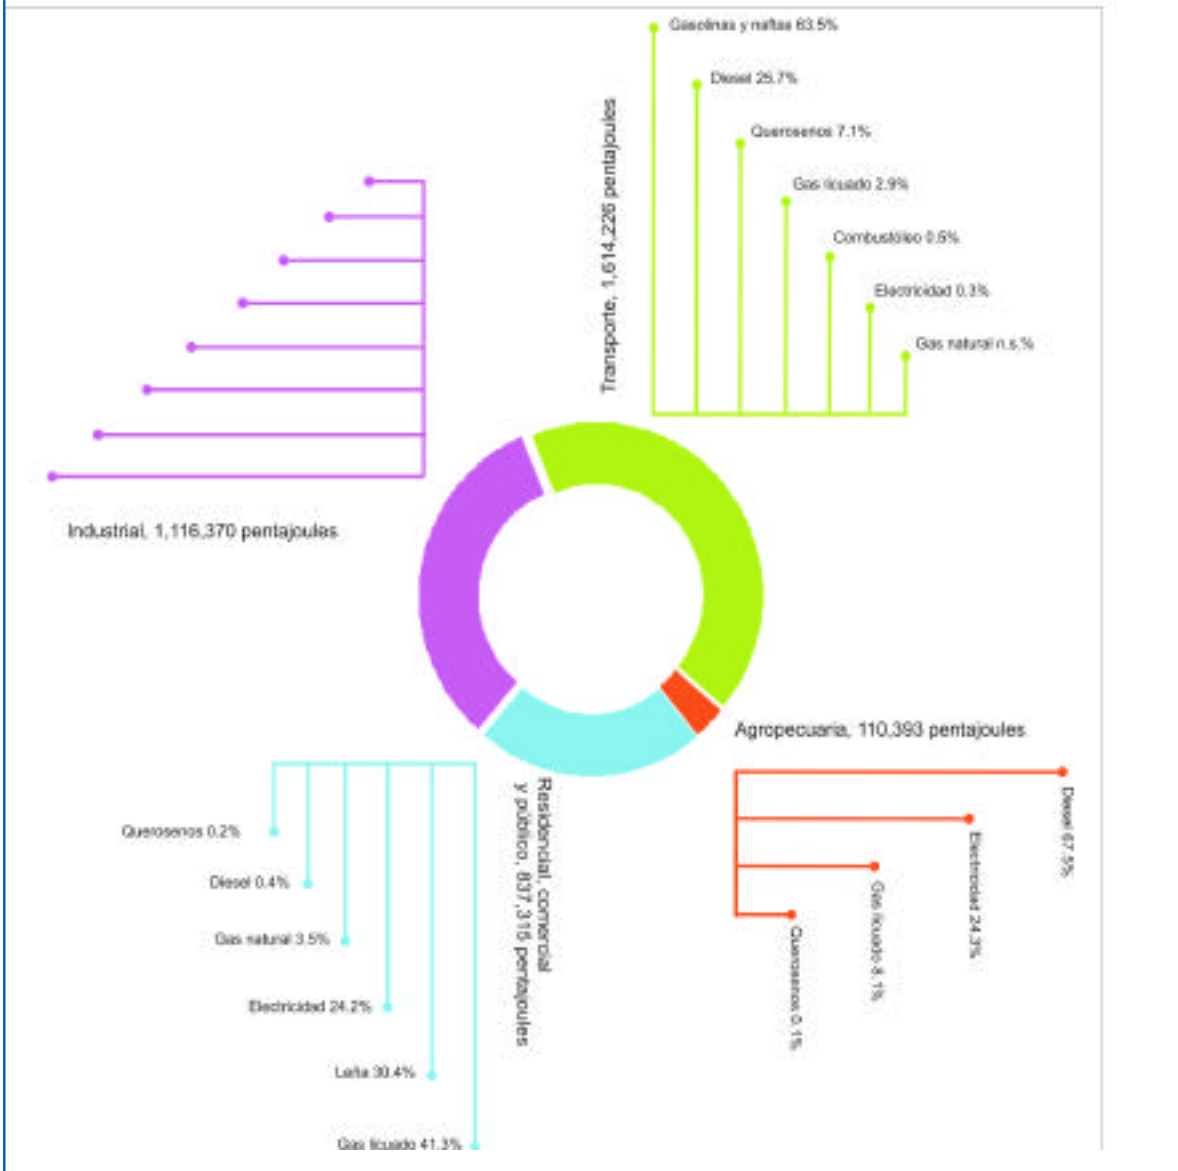 Gasolinas y naftas 63.5%
Diesel 25.7%
Querosenos 7.1%
Gas licuado 2.9%
Combustóleo 0.5%
Electricidad 0.3%
Gas natural n.s.%
Transporte, 1,614,226 pentajoules
Industrial, 1,116,370 pentajoules
Agropecuaria, 110,393 pentajoules
Diesel 67.5%
Electricidad 24.3%
Gas licuado 8.1%
Querosenos 0.1%
Residencial, comercial
y público, 837,315 pentajoules
Querosenos 0.2%
Diesel 0.4%
Gas natural 3.5%
Electricidad 24.2%
Leña 30.4%
Gas licuado 41.3%